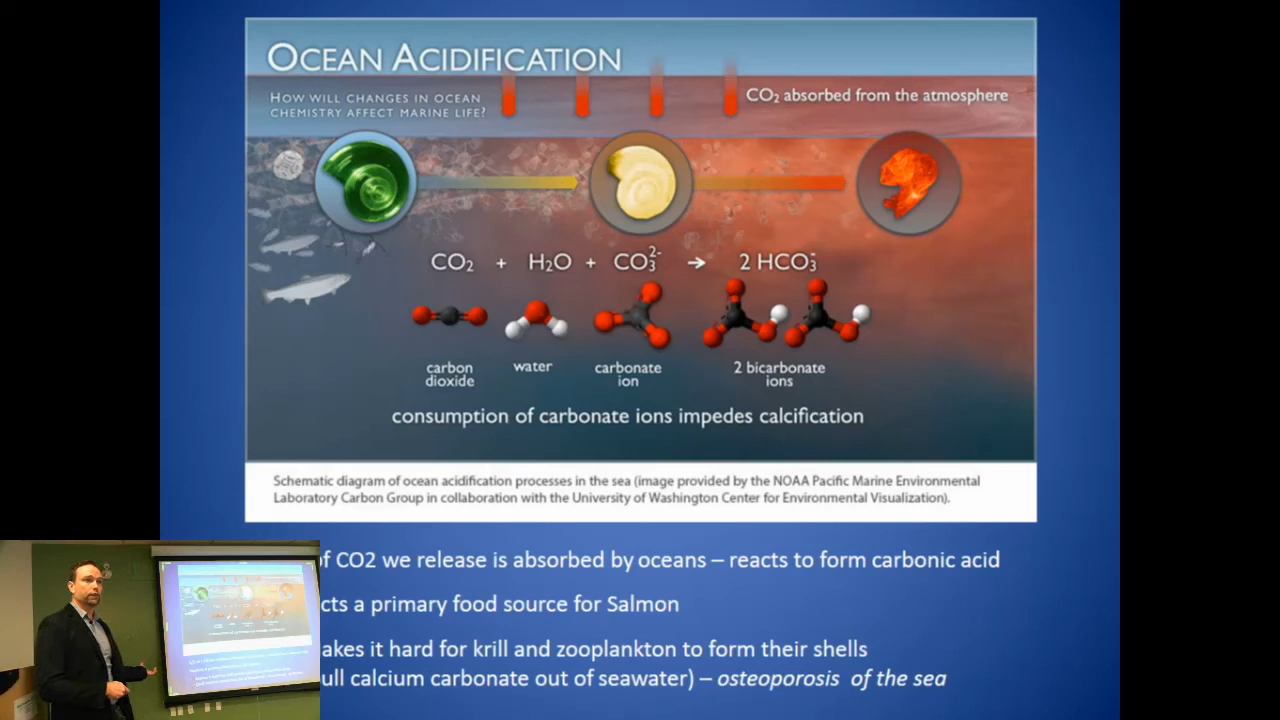 OCEAN ACIDIFICATION
HOW WILL CHANGES IN OCEAN
CHEMISTRY AFFECT MARINE LIFE?
CO₂ absorbed from the atmosphere
CO₂ + H₂O + CO₃²⁻ → 2 HCO₃⁻
carbon dioxide
water
carbonate ion
2 bicarbonate ions
consumption of carbonate ions impedes calcification
Schematic diagram of ocean acidification processes in the sea (image provided by the NOAA Pacific Marine Environmental
Laboratory Carbon Group in collaboration with the University of Washington Center for Environmental Visualization).
CO2 we release is absorbed by oceans – reacts to form carbonic acid
a primary food source for Salmon
it hard for krill and zooplankton to form their shells
calcium carbonate out of seawater) – osteoporosis of the sea